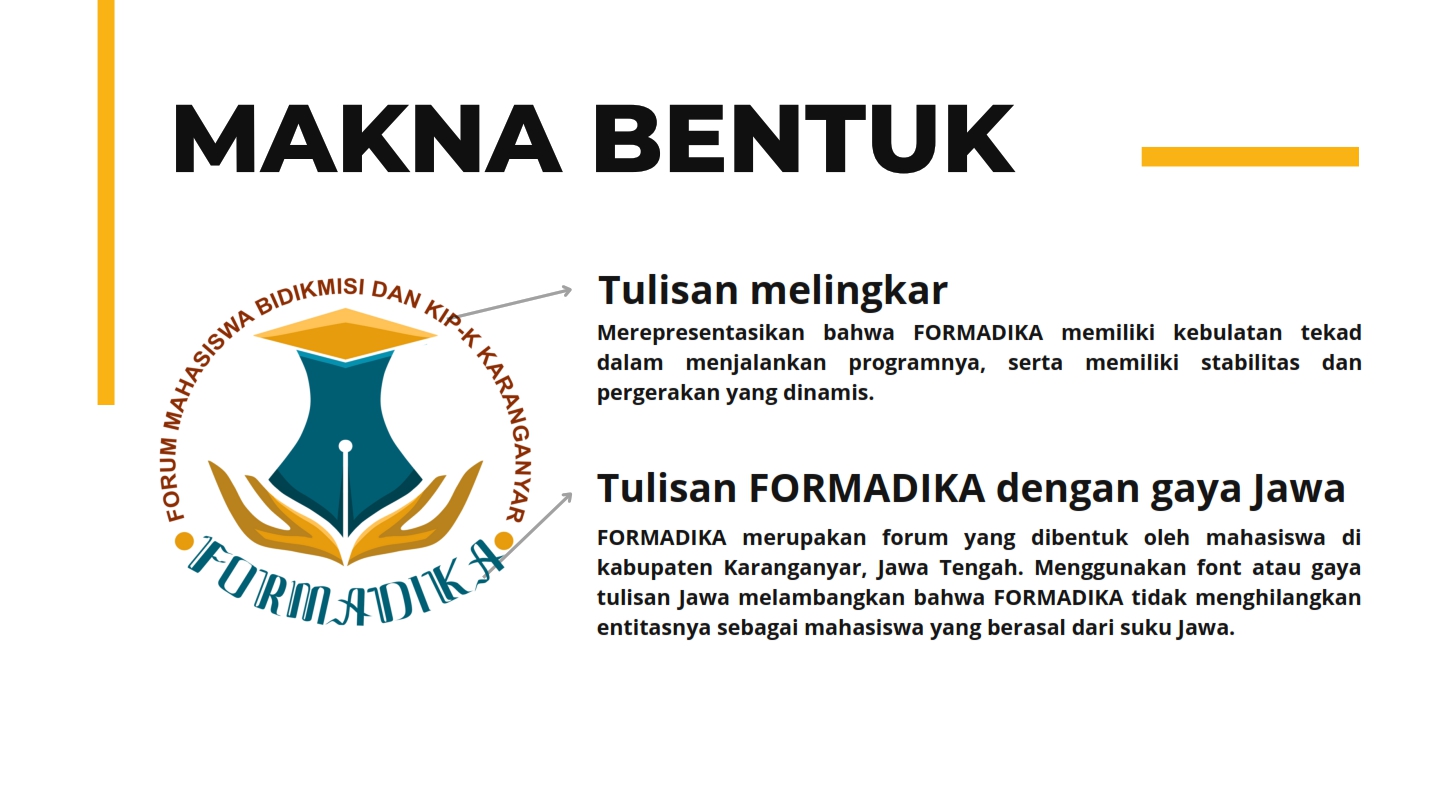 MAKNA BENTUK
FORUM MAHASISWA BIDIKMISI DAN KIP-K KARANGANYAR
FORMADIKA
Tulisan melingkar
Merepresentasikan bahwa FORMADIKA memiliki kebulatan tekad
dalam menjalankan programnya, serta memiliki stabilitas dan
pergerakan yang dinamis.
Tulisan FORMADIKA dengan gaya Jawa
FORMADIKA merupakan forum yang dibentuk oleh mahasiswa di
kabupaten Karanganyar, Jawa Tengah. Menggunakan font atau gaya
tulisan Jawa melambangkan bahwa FORMADIKA tidak menghilangkan
entitasnya sebagai mahasiswa yang berasal dari suku Jawa.